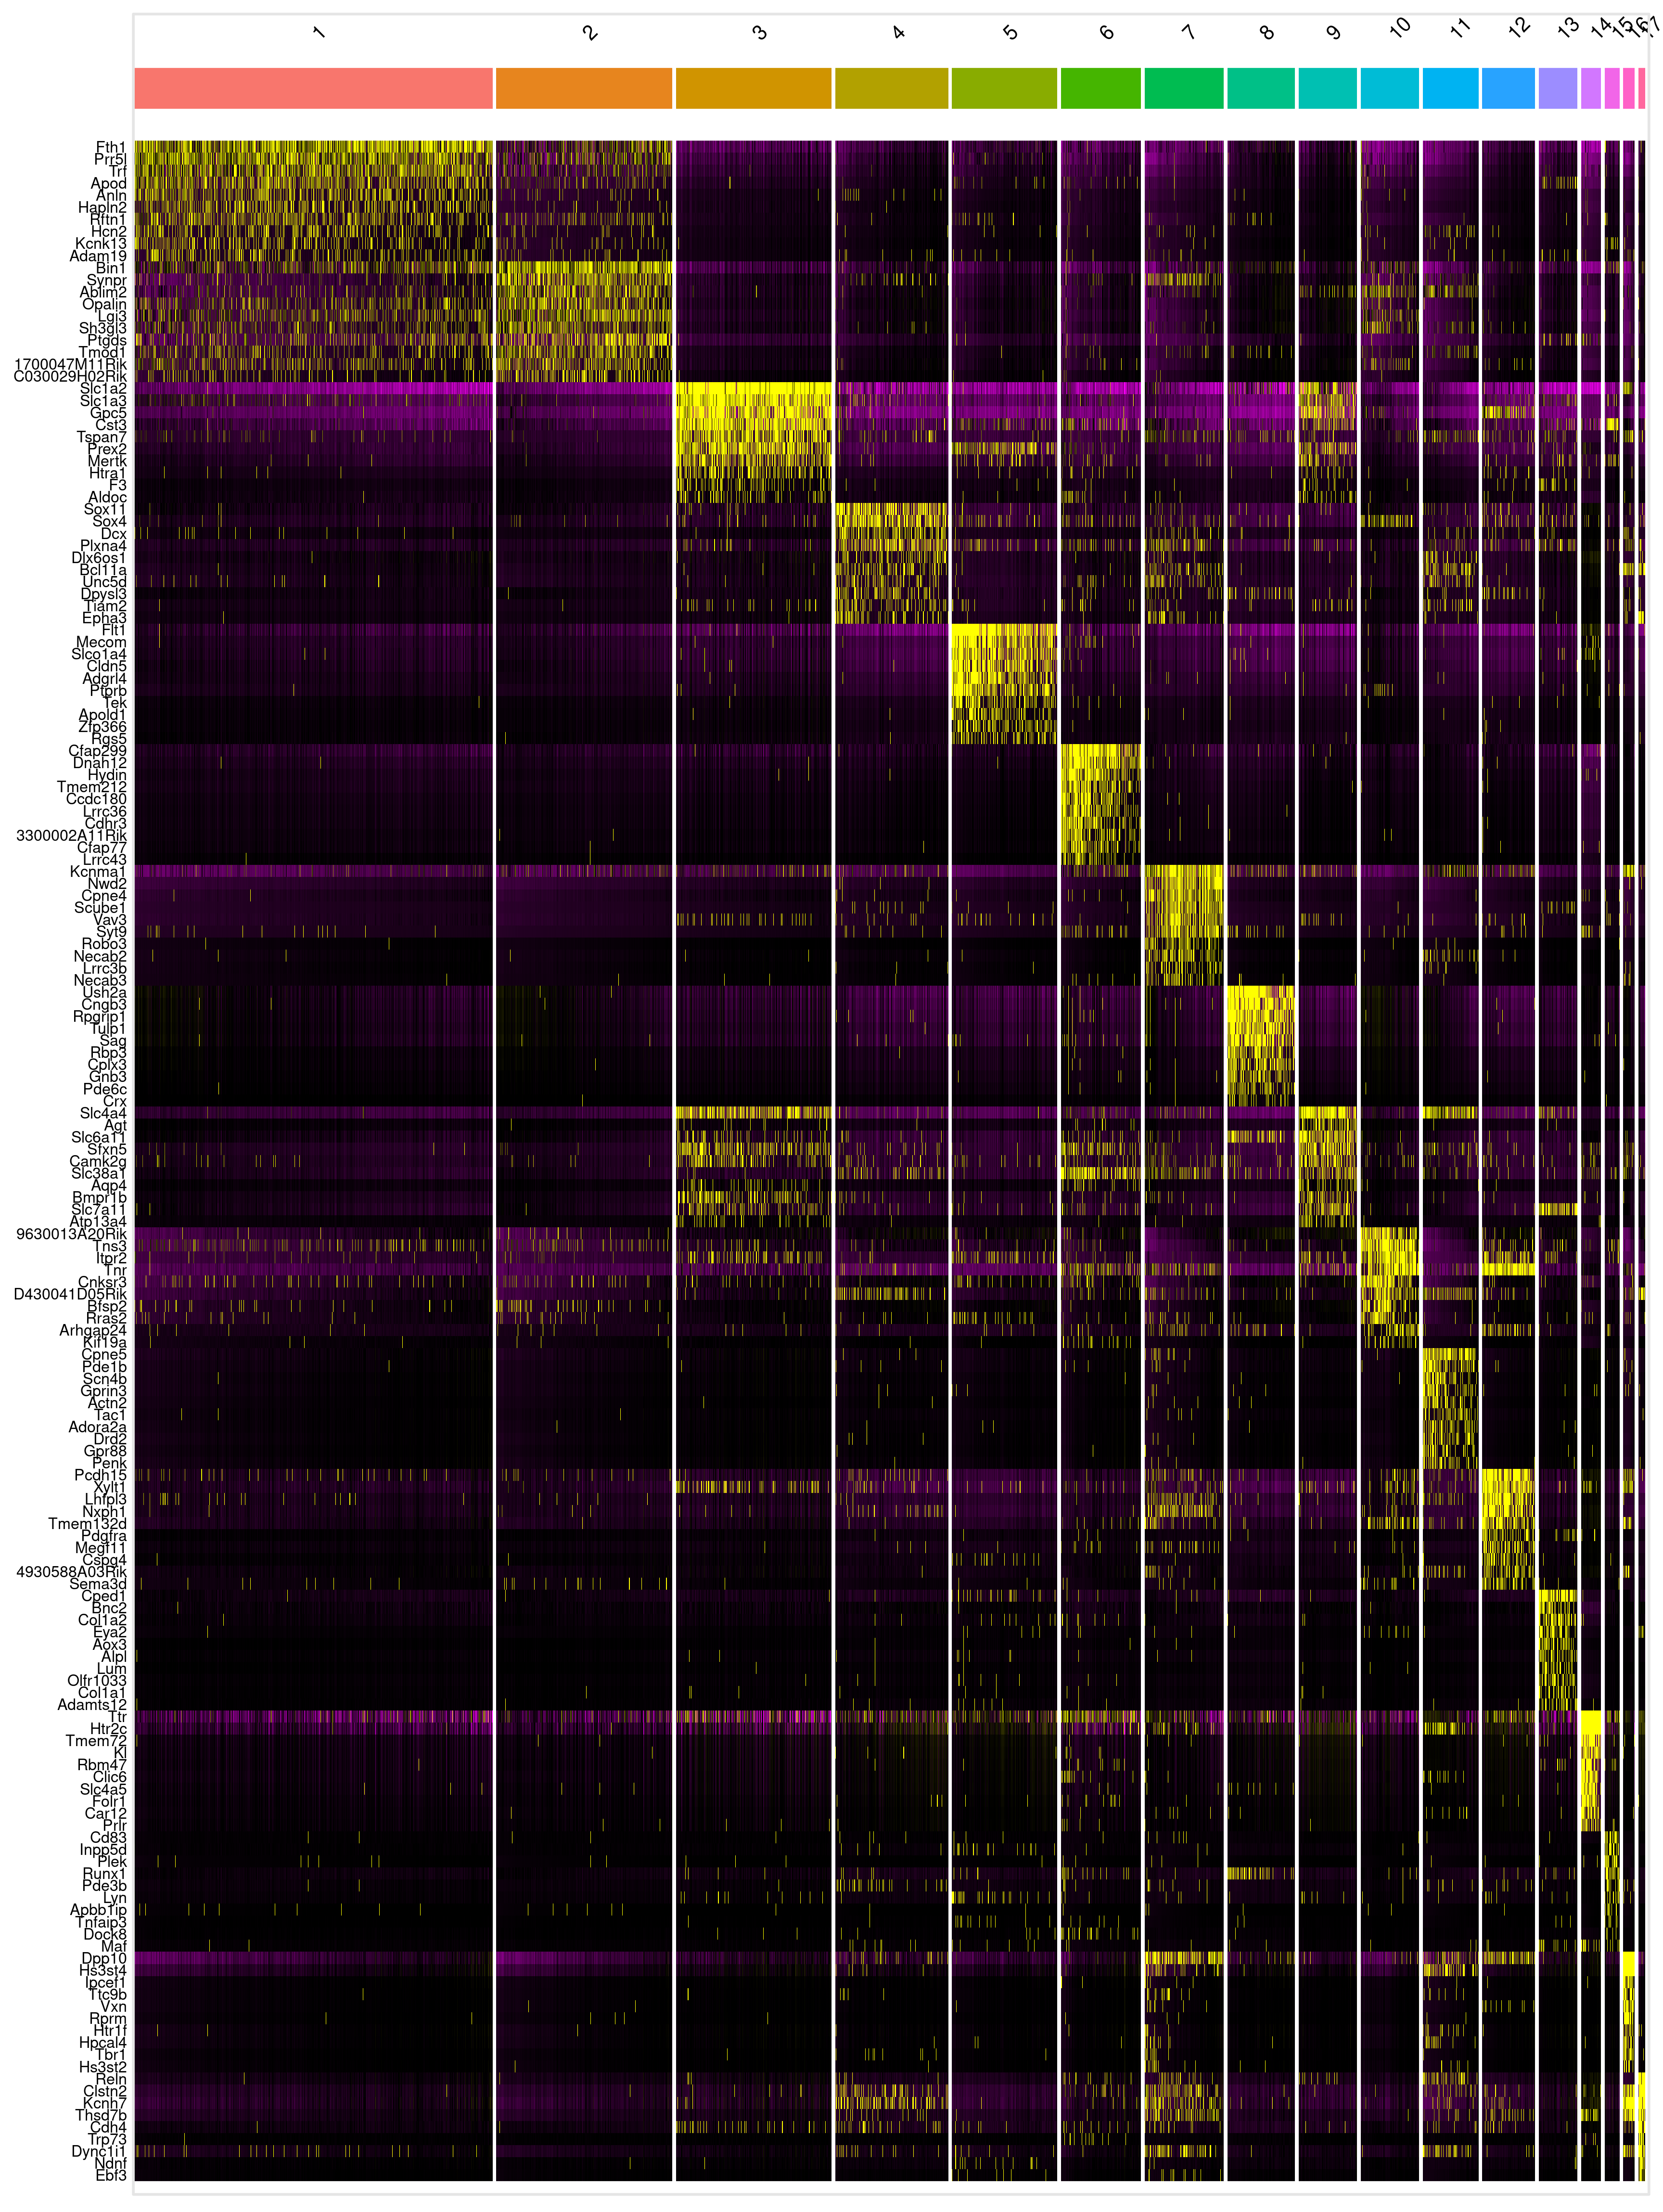 1 2 3 4 5 6 7 8 9 10 11 12 13 14 15 16 17
Fth1
Prr5l
Trf
Apod
Anln
Hapln2
Rftn1
Hcn2
Kcnk13
Adam19
Bin1
Synpr
Ablim2
Opalin
Lgi3
Sh3gl3
Ptgds
Tmod1
1700047M11Rik
C030029H02Rik
Slc1a2
Slc1a3
Gpc5
Cst3
Tspan7
Prex2
Mertk
Htra1
F3
Aldoc
Sox11
Sox4
Dcx
Plxna4
Dlx6os1
Bcl11a
Unc5d
Dpysl3
Tiam2
Epha3
Flt1
Mecom
Slco1a4
Cldn5
Adgrl4
Ptprb
Tek
Apold1
Zfp366
Rgs5
Cfap299
Dnah12
Hydin
Tmem212
Ccdc180
Lrrc36
Cdhr3
3300002A11Rik
Cfap77
Lrrc43
Kcnma1
Nwd2
Cpne4
Scube1
Vav3
Syt9
Robo3
Necab2
Lrrc3b
Necab3
Ush2a
Cngb3
Rpgrip1
Tulp1
Sag
Rbp3
Cplx3
Gnb3
Pde6c
Crx
Slc4a4
Agt
Slc6a11
Sfxn5
Camk2g
Slc38a1
Aqp4
Bmpr1b
Slc7a11
Atp13a4
9630013A20Rik
Tns3
Itpr2
Tnr
Cnksr3
D430041D05Rik
Bfsp2
Rras2
Arhgap24
Kif19a
Cpne5
Pde1b
Scn4b
Gprin3
Actn2
Tac1
Adora2a
Drd2
Gpr88
Penk
Pcdh15
Xylt1
Lhfpl3
Nxph1
Tmem132d
Pdgfra
Megf11
Cspg4
4930588A03Rik
Sema3d
Cped1
Bnc2
Col1a2
Eya2
Aox3
Alpl
Lum
Olfr1033
Col1a1
Adamts12
Ttr
Htr2c
Tmem72
Kl
Rbm47
Clic6
Slc4a5
Folr1
Car12
Prlr
Cd83
Inpp5d
Plek
Runx1
Pde3b
Lyn
Apbb1ip
Tnfaip3
Dock8
Maf
Dpp10
Hs3st4
Ipcef1
Ttc9b
Vxn
Rprm
Htr1f
Hpcal4
Tbr1
Hs3st2
Reln
Clstn2
Kcnh7
Thsd7b
Cdh4
Trp73
Dync1i1
Ndnf
Ebf3